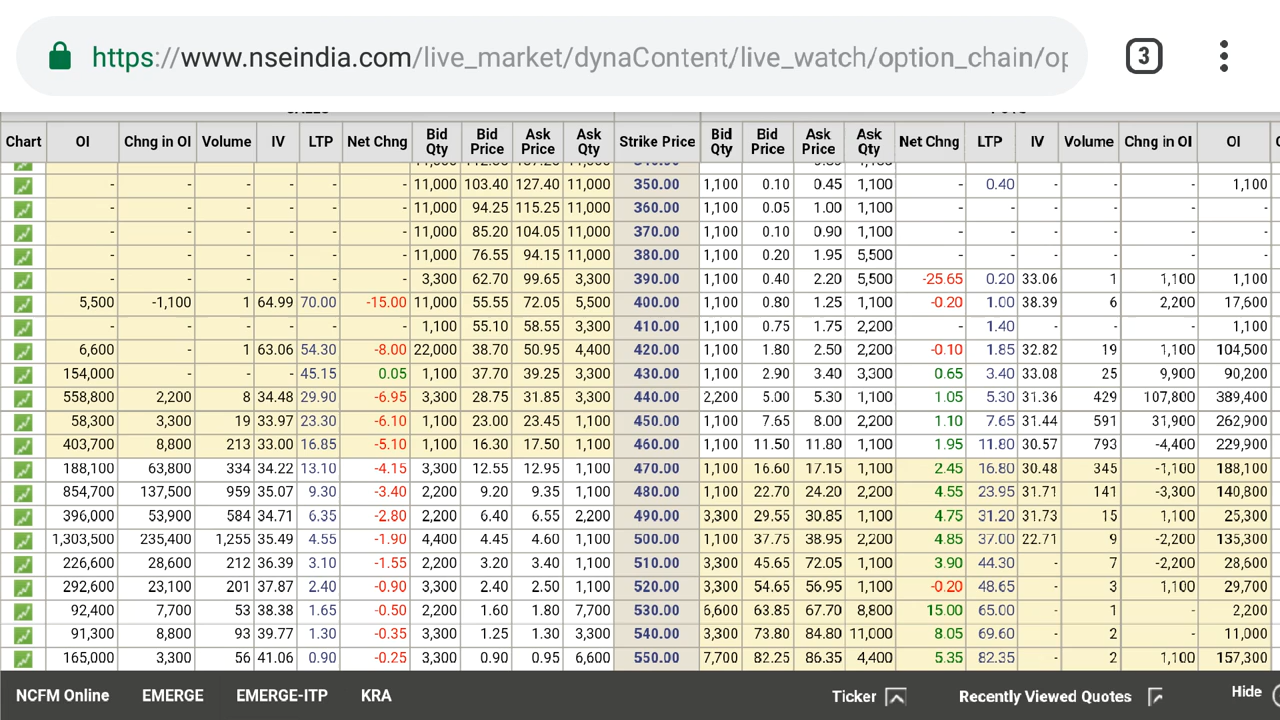 https://www.nseindia.com/live_market/dynaContent/live_watch/option_chain/op
3
Chart OI Chng in OI Volume IV LTP Net Chng Bid Qty Bid Price Ask Price Ask Qty Strike Price Bid Qty Bid Price Ask Price Ask Qty Net Chng LTP IV Volume Chng in OI OI
- - - - - - 11,000 103.40 127.40 11,000 350.00 1,100 0.10 0.45 1,100 - 0.40 - - - 1,100
- - - - - - 11,000 94.25 115.25 11,000 360.00 1,100 0.05 1.00 1,100 - - - - - -
- - - - - - 11,000 85.20 104.05 11,000 370.00 1,100 0.10 0.90 1,100 - - - - - -
- - - - - - 11,000 76.55 94.15 11,000 380.00 1,100 0.20 1.95 5,500 - - - - - -
- - - - - - 3,300 62.70 99.65 3,300 390.00 1,100 0.40 2.20 5,500 -25.65 0.20 33.06 1 1,100 1,100
5,500 -1,100 1 64.99 70.00 -15.00 11,000 55.55 72.05 5,500 400.00 1,100 0.80 1.25 1,100 -0.20 1.00 38.39 6 2,200 17,600
- - - - - - 1,100 55.10 58.55 3,300 410.00 1,100 0.75 1.75 2,200 - 1.40 - - - 1,100
6,600 - 1 63.06 54.30 -8.00 22,000 38.70 50.95 4,400 420.00 1,100 1.80 2.50 2,200 -0.10 1.85 32.82 19 1,100 104,500
154,000 - - - 45.15 0.05 1,100 37.70 39.25 3,300 430.00 1,100 2.90 3.40 3,300 0.65 3.40 33.08 25 9,900 90,200
558,800 2,200 8 34.48 29.90 -6.95 3,300 28.75 31.85 3,300 440.00 2,200 5.00 5.30 1,100 1.05 5.30 31.36 429 107,800 389,400
58,300 3,300 19 33.97 23.30 -6.10 1,100 23.00 23.45 1,100 450.00 1,100 7.65 8.00 2,200 1.10 7.65 31.44 591 31,900 262,900
403,700 8,800 213 33.00 16.85 -5.10 1,100 16.30 17.50 1,100 460.00 1,100 11.50 11.80 1,100 1.95 11.80 30.57 793 -4,400 229,900
188,100 63,800 334 34.22 13.10 -4.15 3,300 12.55 12.95 1,100 470.00 1,100 16.60 17.15 1,100 2.45 16.80 30.48 345 -1,100 188,100
854,700 137,500 959 35.07 9.30 -3.40 2,200 9.20 9.35 1,100 480.00 1,100 22.70 24.20 2,200 4.55 23.95 31.71 141 -3,300 140,800
396,000 53,900 584 34.71 6.35 -2.80 2,200 6.40 6.55 2,200 490.00 3,300 29.55 30.85 1,100 4.75 31.20 31.73 15 1,100 25,300
1,303,500 235,400 1,255 35.49 4.55 -1.90 4,400 4.45 4.60 1,100 500.00 1,100 37.75 38.95 2,200 4.85 37.00 22.71 9 -2,200 135,300
226,600 28,600 212 36.39 3.10 -1.55 2,200 3.20 3.40 1,100 510.00 3,300 45.65 72.05 1,100 3.90 44.30 - 7 -2,200 28,600
292,600 23,100 201 37.87 2.40 -0.90 3,300 2.40 2.50 1,100 520.00 3,300 54.65 56.95 1,100 -0.20 48.65 - 3 1,100 29,700
92,400 7,700 53 38.38 1.65 -0.50 2,200 1.60 1.80 7,700 530.00 6,600 63.85 67.70 8,800 15.00 65.00 - 1 - 2,200
91,300 8,800 93 39.77 1.30 -0.35 3,300 1.25 1.30 3,300 540.00 3,300 73.80 84.80 11,000 8.05 69.60 - 2 - 11,000
165,000 3,300 56 41.06 0.90 -0.25 3,300 0.90 0.95 6,600 550.00 7,700 82.25 86.35 4,400 5.35 82.35 - 2 1,100 157,300
NCFM Online EMERGE EMERGE-ITP KRA Ticker Recently Viewed Quotes Hide